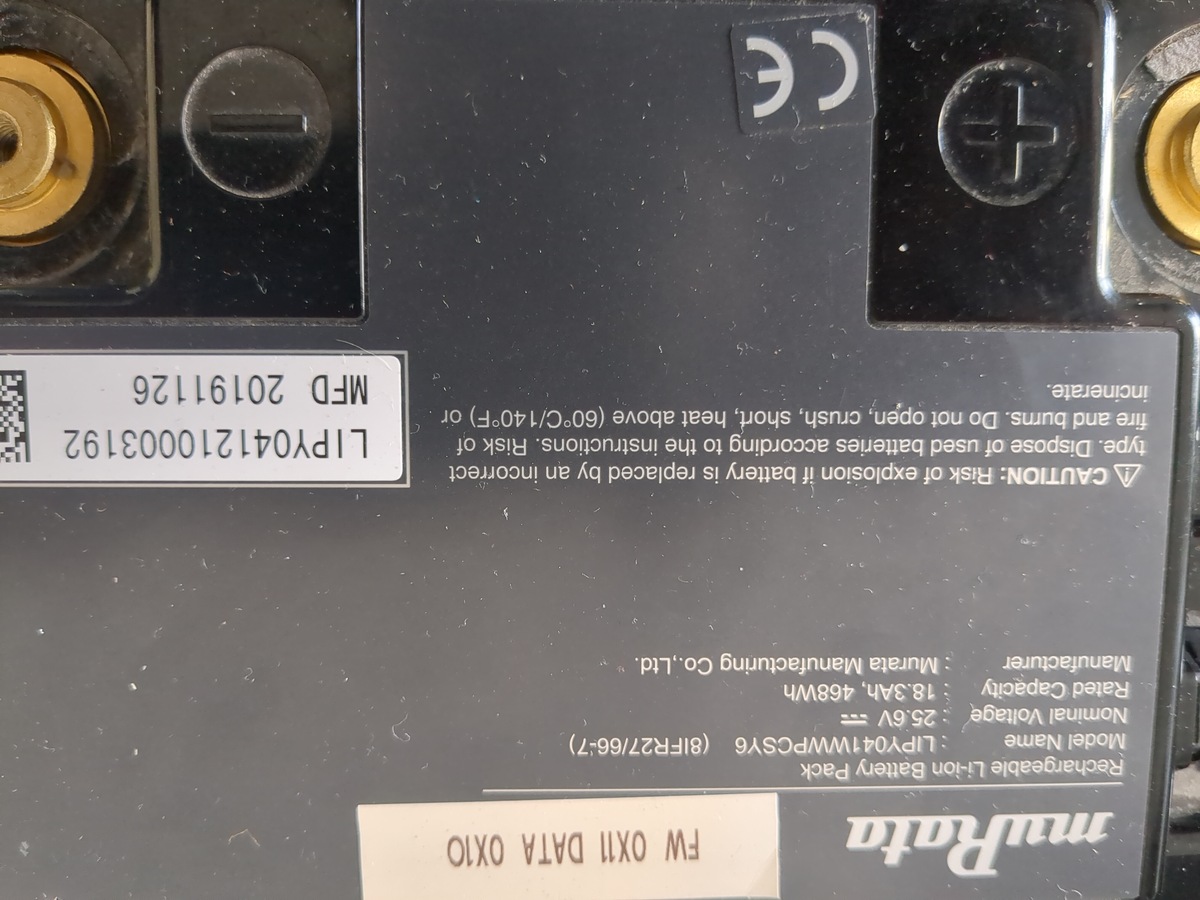 muRata
FW 0X11 DATA 0X10
Rechargeable Li-ion Battery Pack
Model Name : LIPY041WWPCSY6 (8IFR27/66-7)
Nominal Voltage : 25.6V ⎓
Rated Capacity : 18.3Ah, 468Wh
Manufacturer : Murata Manufacturing Co.,Ltd.
⚠ CAUTION: Risk of explosion if battery is replaced by an incorrect
type. Dispose of used batteries according to the instructions. Risk of
fire and burns. Do not open, crush, short, heat above (60°C/140°F) or
incinerate.
LIPY041210003192
MFD 20191126
CE
+
−